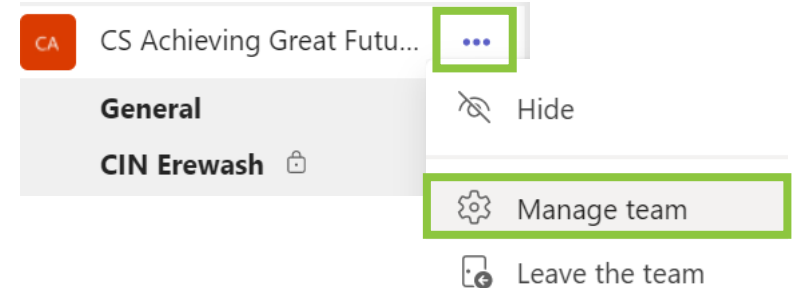 CA CS Achieving Great Futu... •••
General
Hide
CIN Erewash
Manage team
Leave the team